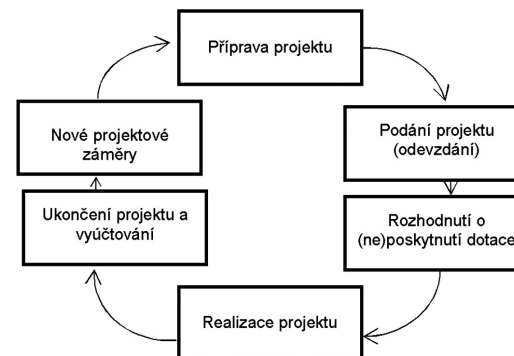 Příprava projektu
Podání projektu
(odevzdání)
Rozhodnutí o
(ne)poskytnutí dotace
Realizace projektu
Ukončení projektu a
vyúčtování
Nové projektové
záměry